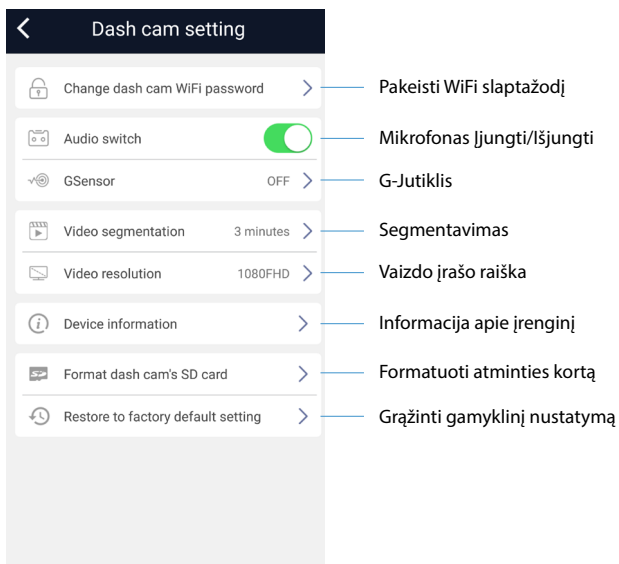 Dash cam setting
Change dash cam WiFi password
Pakeisti WiFi slaptažodį
Audio switch
Mikrofonas Įjungti/Išjungti
GSensor OFF
G-Jutiklis
Video segmentation 3 minutes
Segmentavimas
Video resolution 1080FHD
Vaizdo įrašo raiška
Device information
Informacija apie įrenginį
Format dash cam's SD card
Formatuoti atminties kortą
Restore to factory default setting
Grąžinti gamyklinį nustatymą